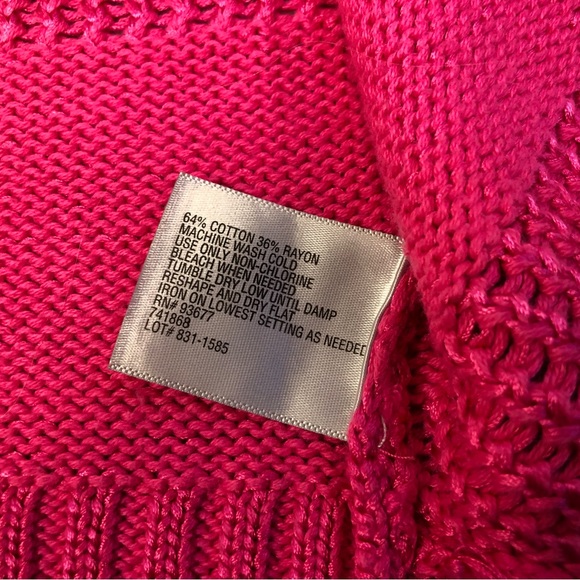 64% COTTON 36% RAYON
MACHINE WASH COLD
USE ONLY NON-CHLORINE
BLEACH WHEN NEEDED
TUMBLE DRY LOW UNTIL DAMP
RESHAPE AND DRY FLAT
IRON ON LOWEST SETTING AS NEEDED
RN# 93677
741868
LOT# 831-1585